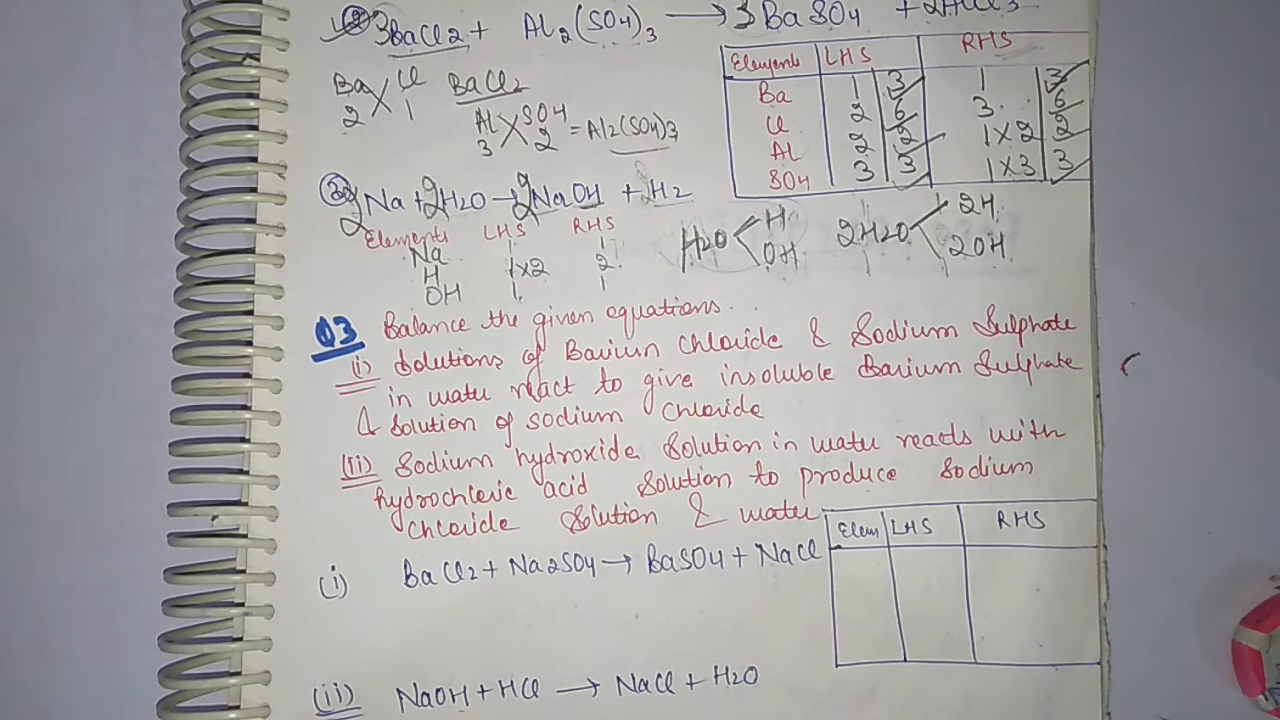 3BaCl2 + Al2(SO4)3 → 3BaSO4 + 2AlCl3
Elements LHS RHS
Ba 1 3 1 3
Cl 2 6 3 6
Al 2 2 1x2 2
SO4 3 3 1x3 3
Ba Cl BaCl2
2 1
Al SO4 = Al2(SO4)3
3 2
2Na + 2H2O → 2NaOH + H2
Elements LHS RHS
Na 1 1
H 1x2 2
OH 1 1
H2O H OH
2H2O 2H 2OH
Q3 Balance the given equations.
(i) Solutions of Barium Chloride & Sodium Sulphate
in water react to give insoluble Barium Sulphate
& Solution of sodium Chloride
(ii) Sodium hydroxide Solution in water reacts with
hydrochloric acid Solution to produce Sodium
Chloride Solution & water
Elem LHS RHS
(i) BaCl2 + Na2SO4 → BaSO4 + NaCl
(ii) NaOH + HCl → NaCl + H2O